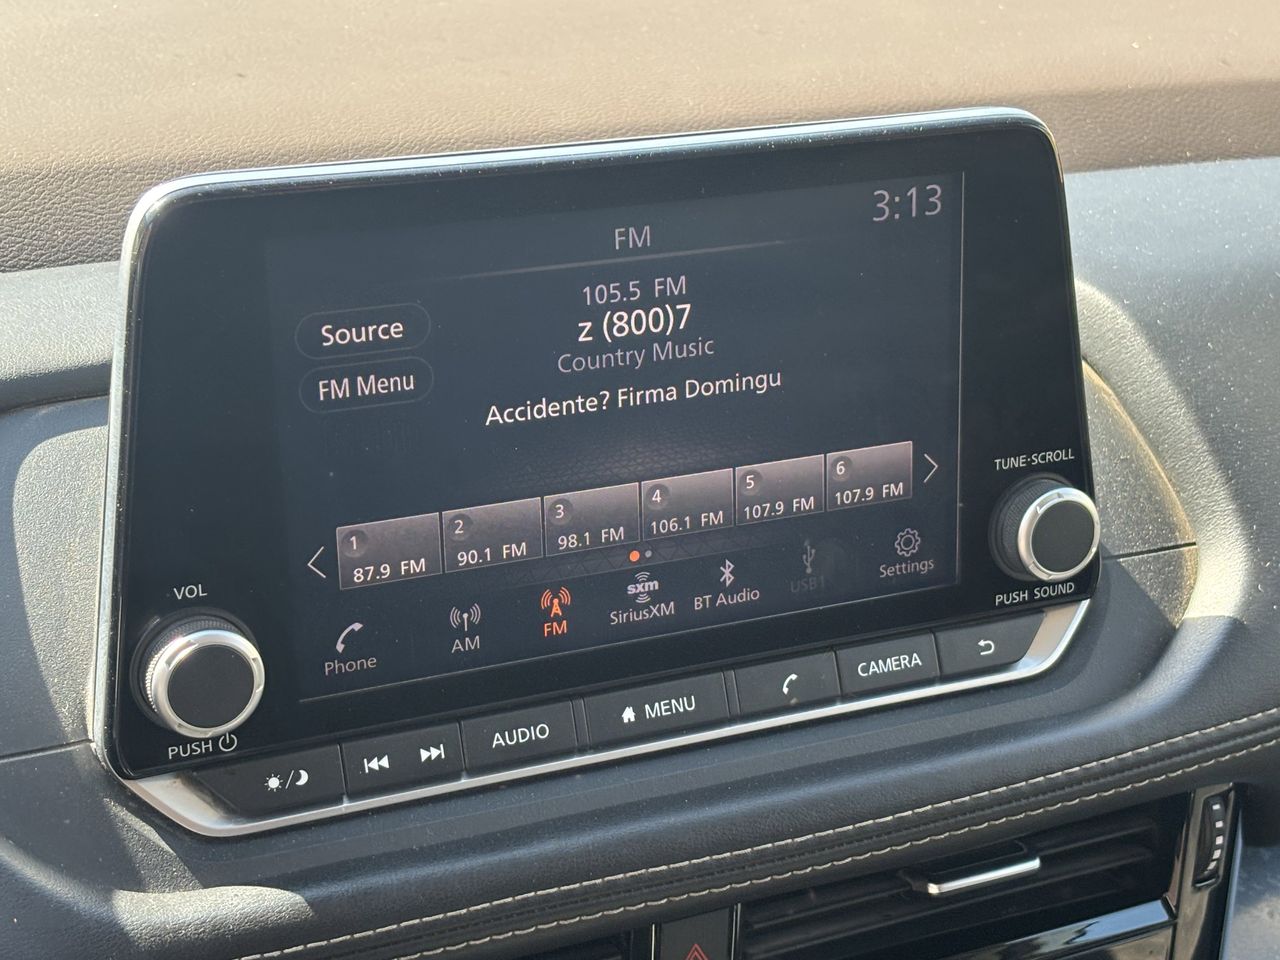 3:13
FM
105.5 FM
z (800)7
Country Music
Accidente? Firma Domingu
Source
FM Menu
1
87.9 FM
2
90.1 FM
3
98.1 FM
4
106.1 FM
5
107.9 FM
6
107.9 FM
Phone
AM
FM
sxm
SiriusXM
BT Audio
USB1
Settings
VOL
PUSH
TUNE·SCROLL
PUSH SOUND
AUDIO
MENU
CAMERA